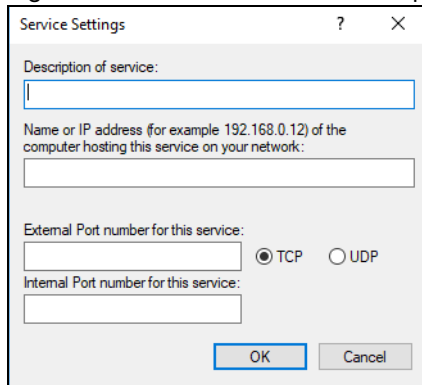 Service Settings ? ×
Description of service:
Name or IP address (for example 192.168.0.12) of the
computer hosting this service on your network:
External Port number for this service:
TCP UDP
Internal Port number for this service:
OK Cancel